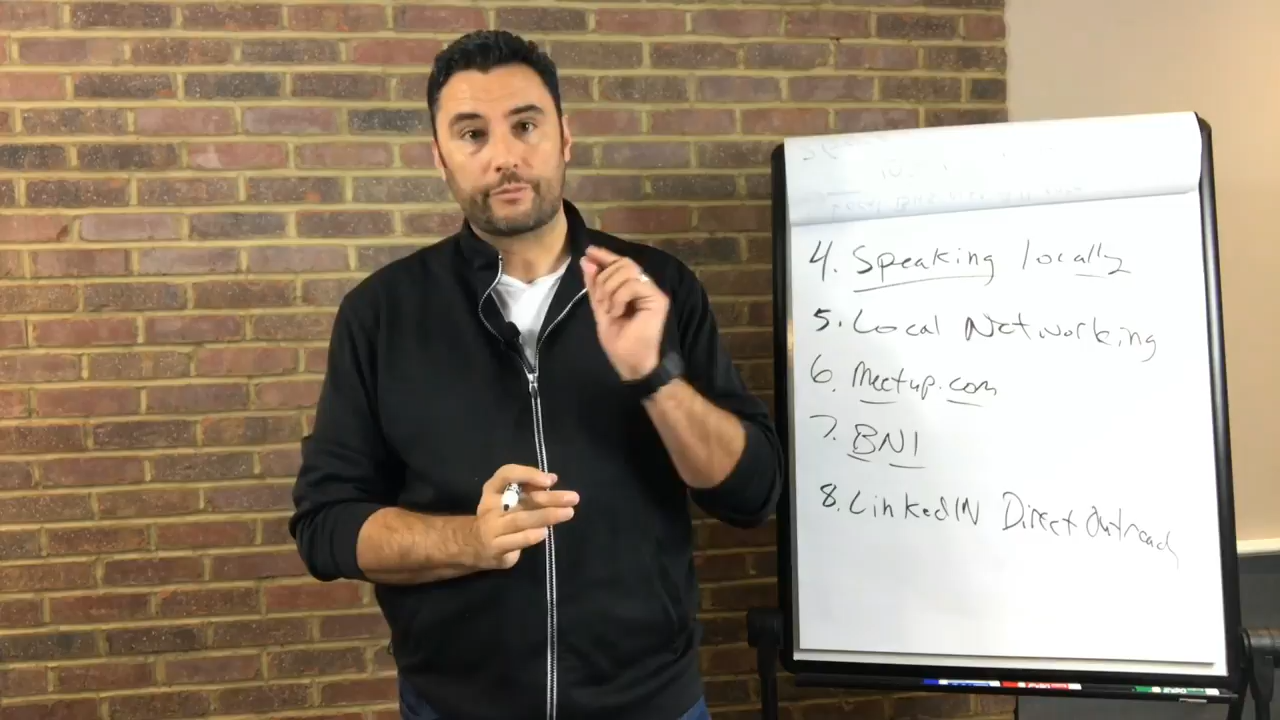 4. Speaking locally
5. Local Networking
6. Meetup.com
7. BNI
8. LinkedIN Direct Outreach